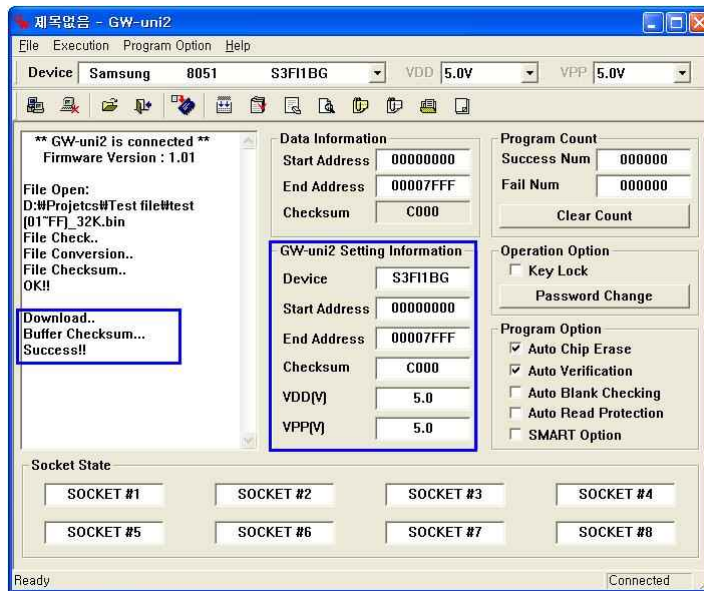 제목없음 - GW-uni2
File Execution Program Option Help
Device Samsung 8051 S3FI1BG VDD 5.0V VPP 5.0V
** GW-uni2 is connected **
Firmware Version : 1.01
File Open:
D:₩Projetcs₩Test file₩test
(01~FF)_32K.bin
File Check..
File Conversion..
File Checksum..
OK!!
Download..
Buffer Checksum...
Success!!
Data Information
Start Address 00000000
End Address 00007FFF
Checksum C000
GW-uni2 Setting Information
Device S3FI1BG
Start Address 00000000
End Address 00007FFF
Checksum C000
VDD(V) 5.0
VPP(V) 5.0
Program Count
Success Num 000000
Fail Num 000000
Clear Count
Operation Option
Key Lock
Password Change
Program Option
Auto Chip Erase
Auto Verification
Auto Blank Checking
Auto Read Protection
SMART Option
Socket State
SOCKET #1 SOCKET #2 SOCKET #3 SOCKET #4
SOCKET #5 SOCKET #6 SOCKET #7 SOCKET #8
Ready Connected